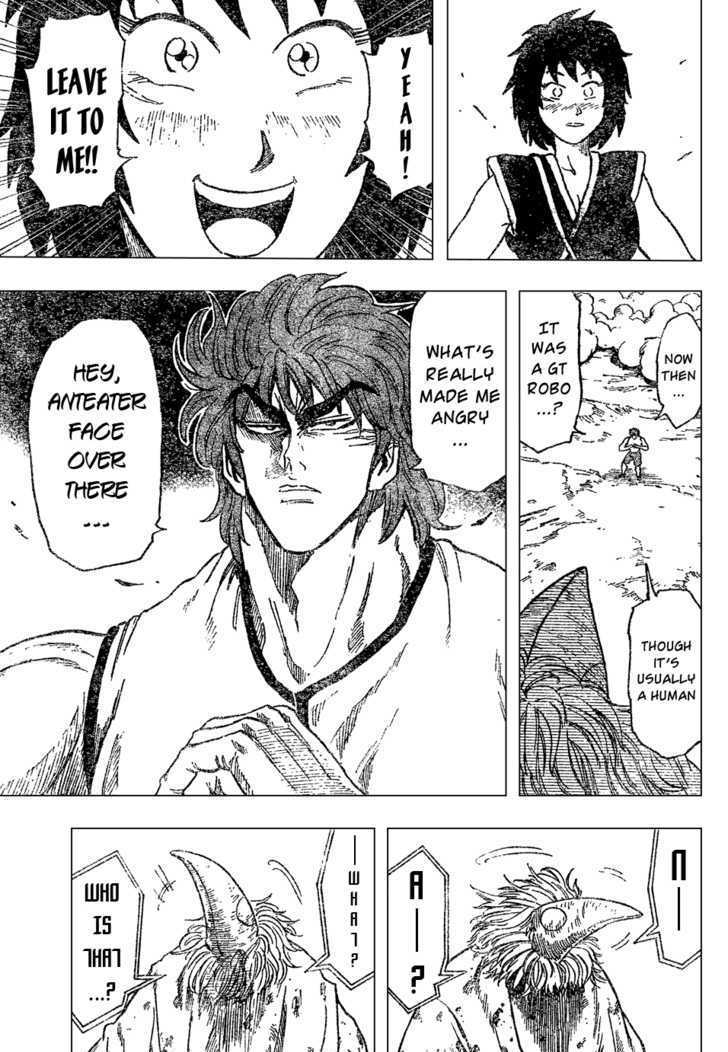 YEAH!
LEAVE
IT TO
ME!!
NOW
THEN
...
IT
WAS
A GT
ROBO
...?
THOUGH
IT'S
USUALLY
A HUMAN
WHAT'S
REALLY
MADE ME
ANGRY
...
HEY,
ANTEATER
FACE
OVER
THERE
...
N—
A—?
—WHAT?
WHO
IS
THAT
...?